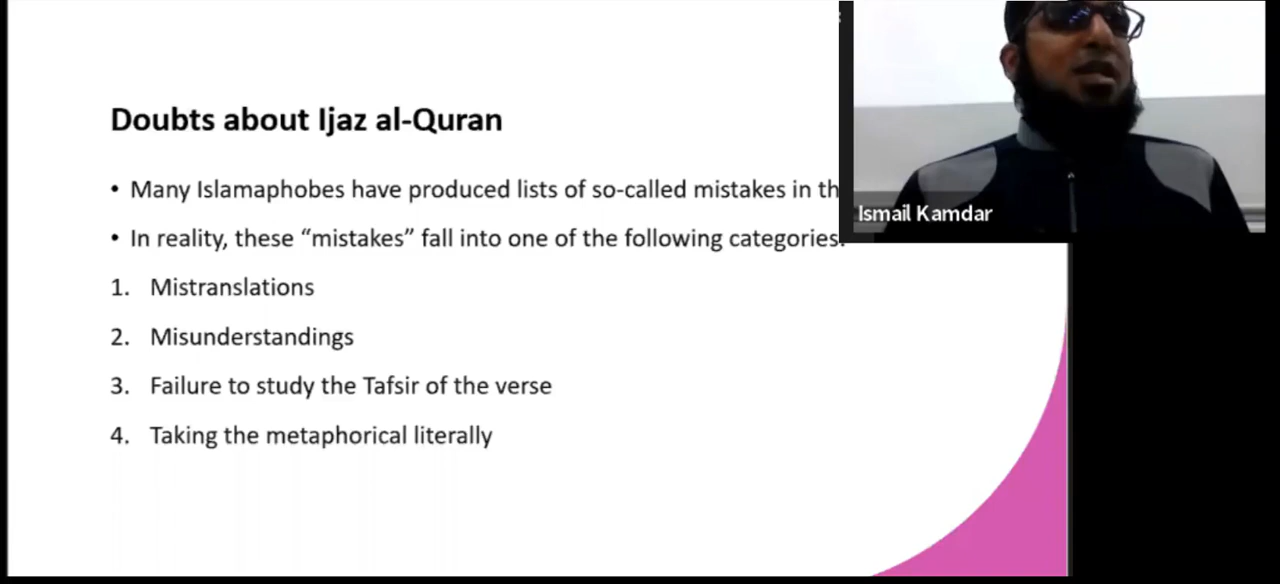 Doubts about Ijaz al-Quran
• Many Islamaphobes have produced lists of so-called mistakes in th
• In reality, these “mistakes” fall into one of the following categories:
1. Mistranslations
2. Misunderstandings
3. Failure to study the Tafsir of the verse
4. Taking the metaphorical literally
Ismail Kamdar